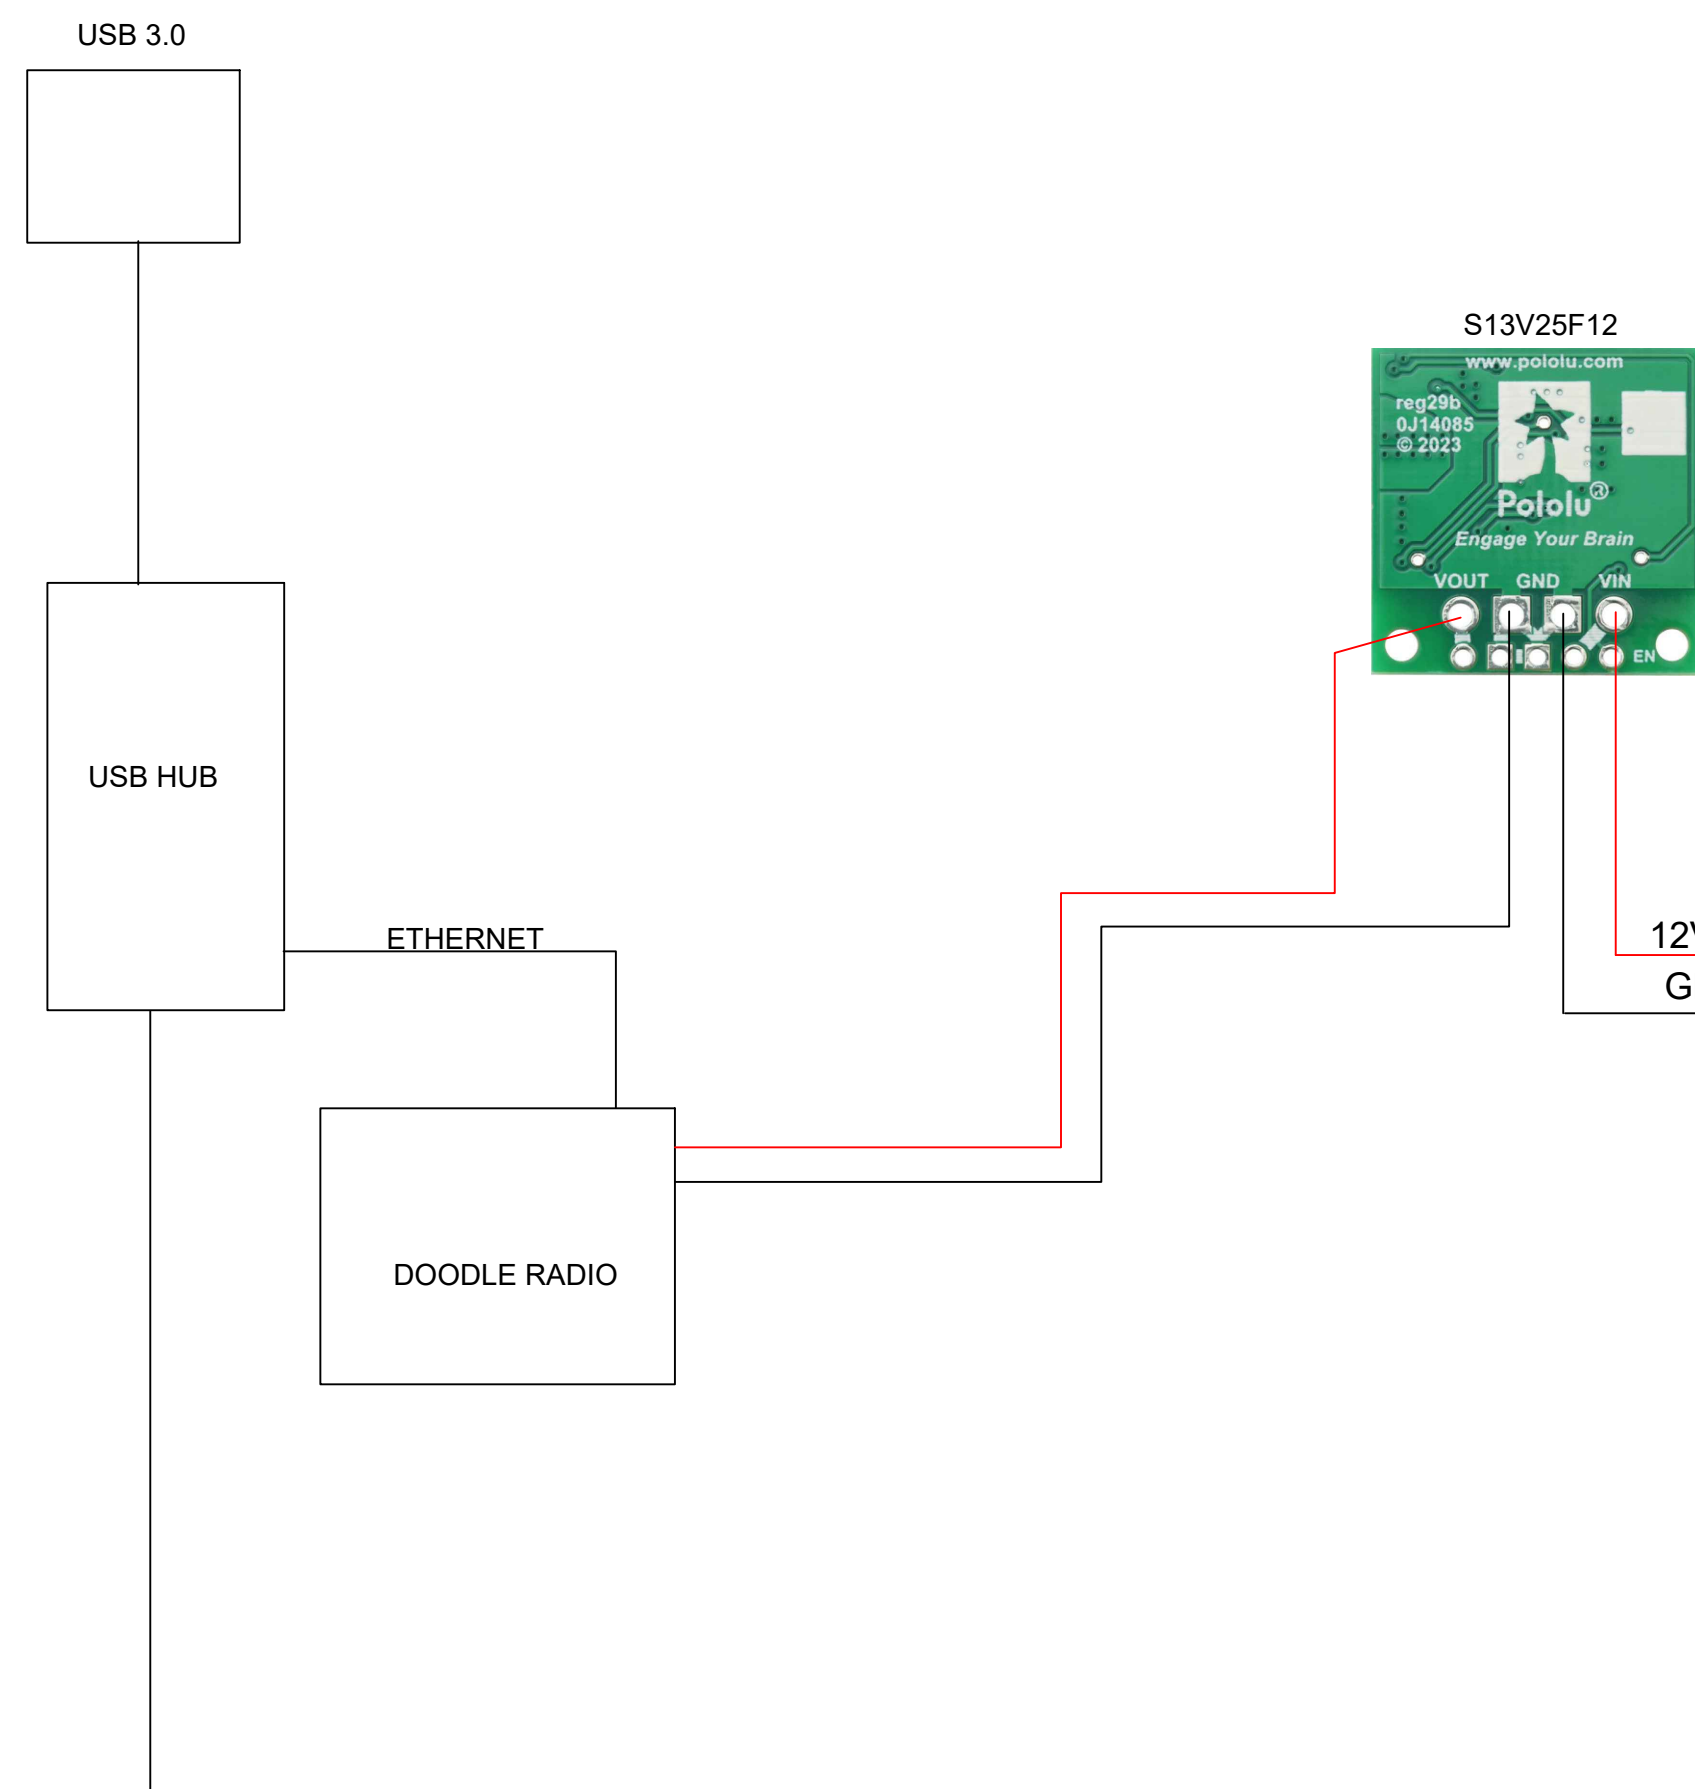 USB 3.0
S13V25F12
www.pololu.com
reg29b
0J14085
© 2023
Pololu®
Engage Your Brain
VOUT GND VIN
EN
USB HUB
ETHERNET
12V
G
DOODLE RADIO